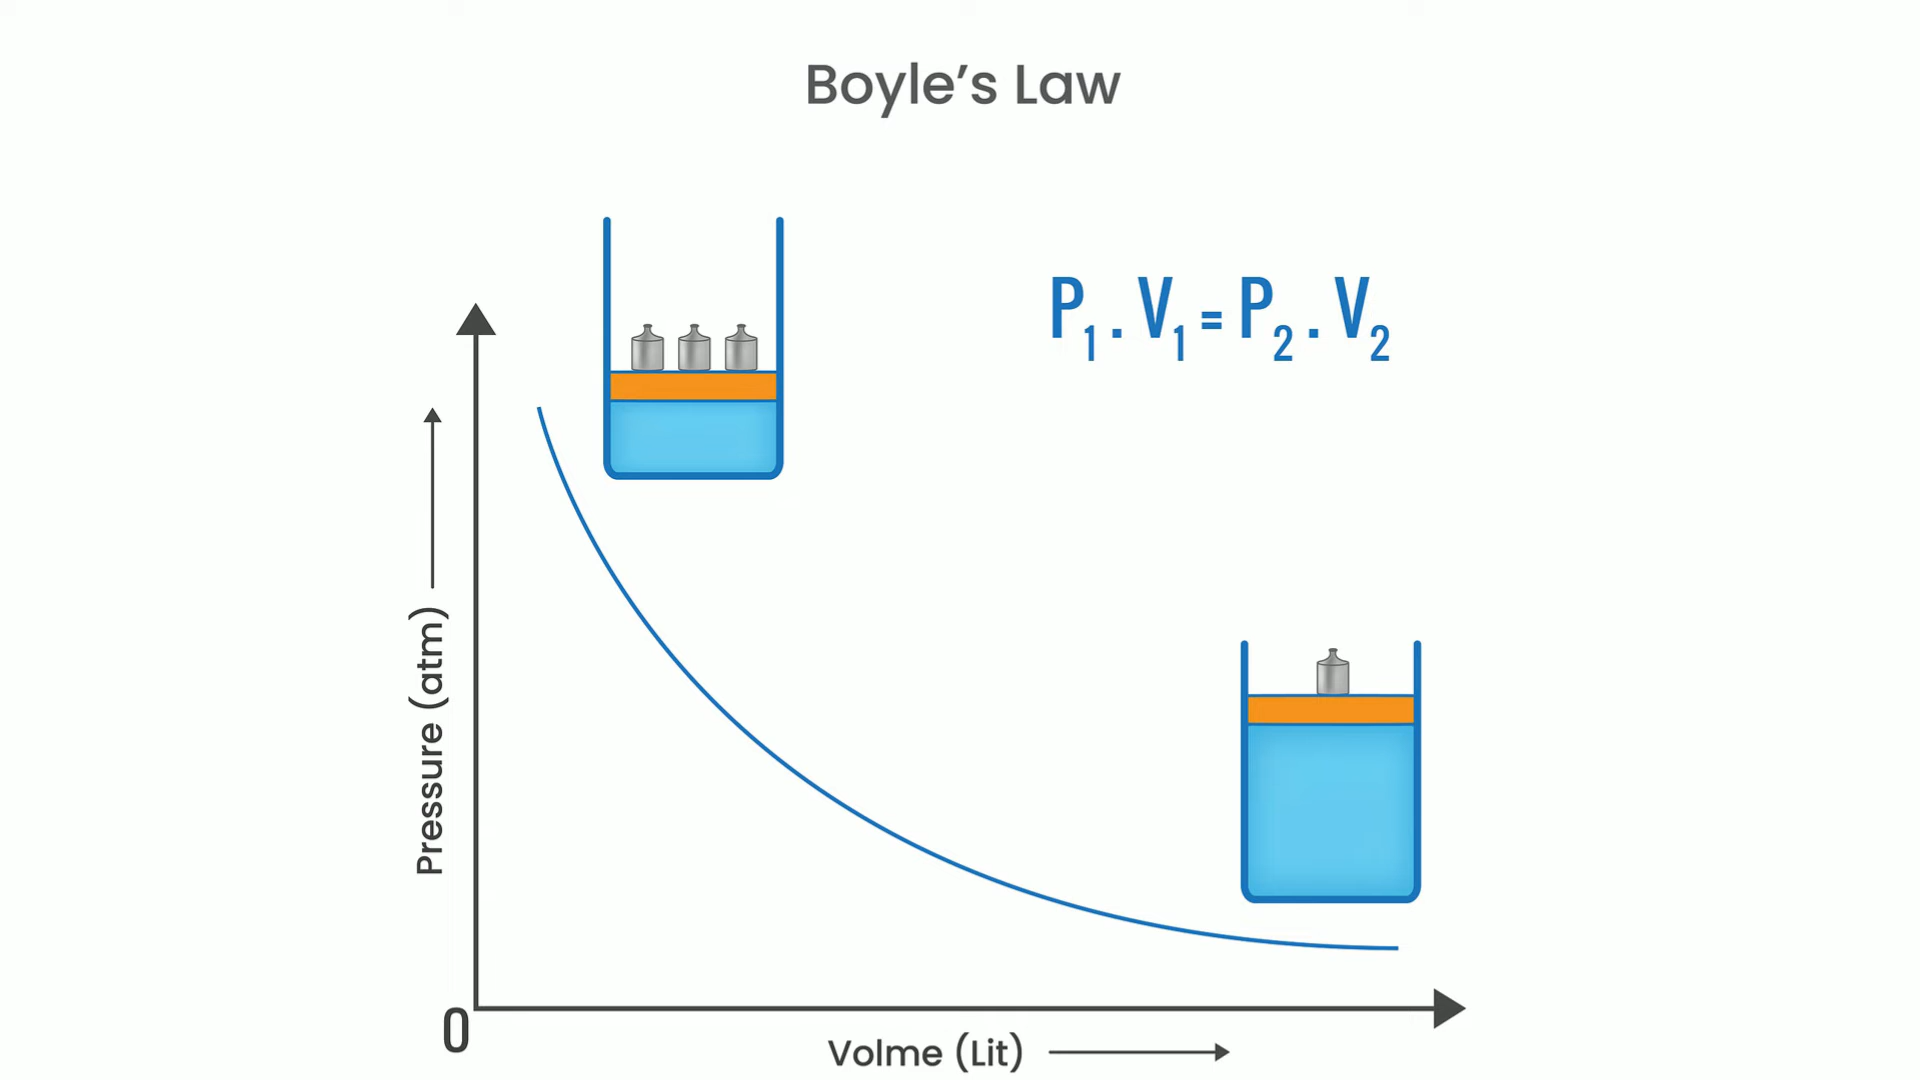 Boyle’s Law
P₁ . V₁ = P₂ . V₂
Pressure (atm)
0
Volme (Lit)